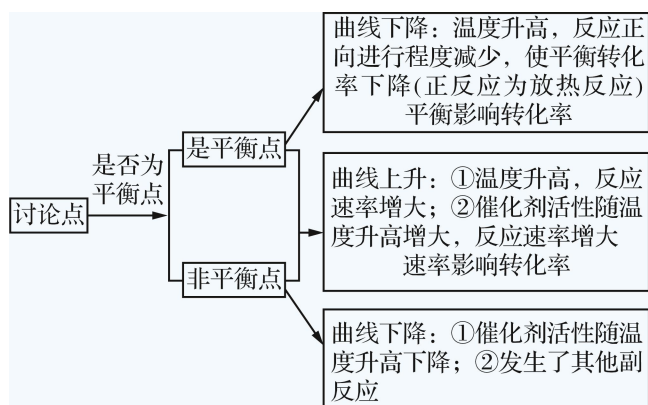 曲线下降：温度升高，反应正
向进行程度减少，使平衡转化
率下降(正反应为放热反应)
平衡影响转化率
是平衡点
是否为
平衡点
讨论点
曲线上升：①温度升高，反应
速率增大；②催化剂活性随温
度升高增大，反应速率增大
速率影响转化率
非平衡点
曲线下降：①催化剂活性随温
度升高下降；②发生了其他副
反应